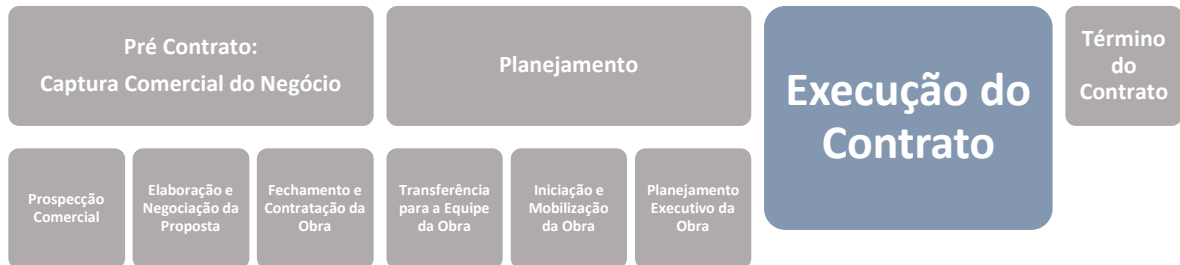 Pré Contrato:
Captura Comercial do Negócio
Planejamento
Execução do
Contrato
Término
do
Contrato
Prospecção
Comercial
Elaboração e
Negociação da
Proposta
Fechamento e
Contratação da
Obra
Transferência
para a Equipe
da Obra
Iniciação e
Mobilização
da Obra
Planejamento
Executivo da
Obra